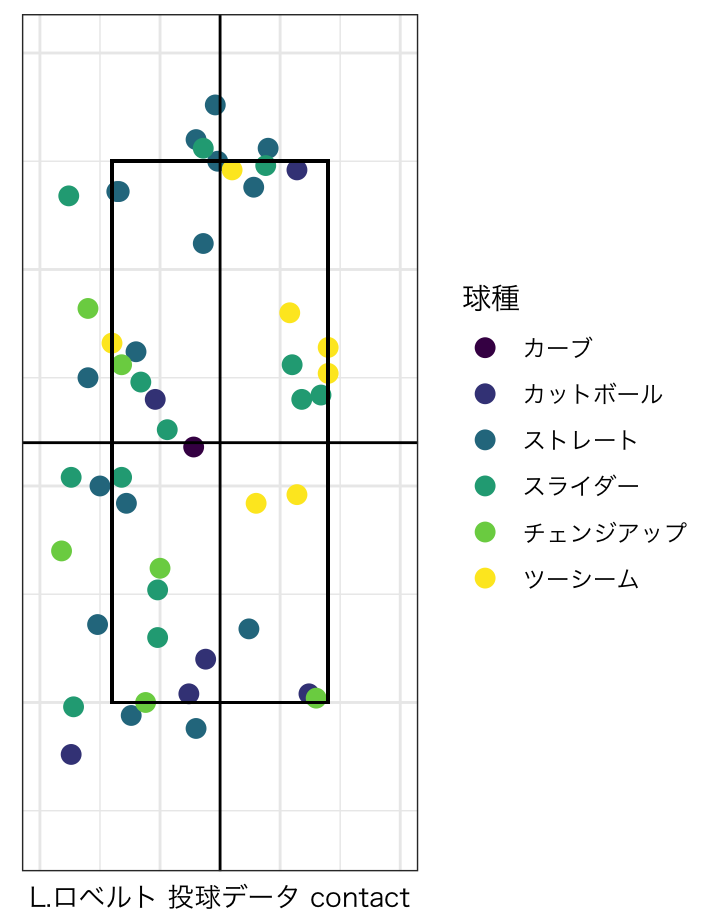 球種
カーブ
カットボール
ストレート
スライダー
チェンジアップ
ツーシーム
L.ロベルト 投球データ contact